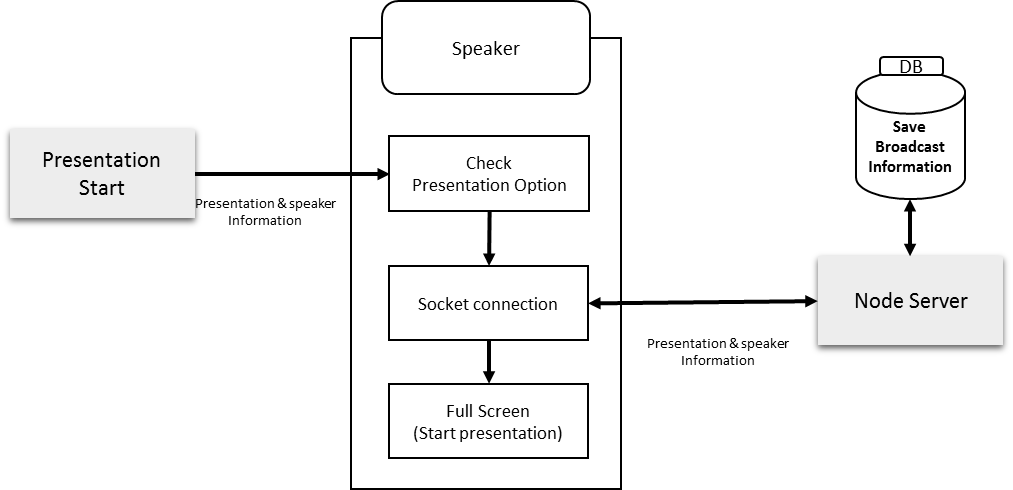 Speaker
DB
Save
Broadcast
Information
Presentation
Start
Check
Presentation Option
Presentation & speaker
Information
Socket connection
Node Server
Presentation & speaker
Information
Full Screen
(Start presentation)